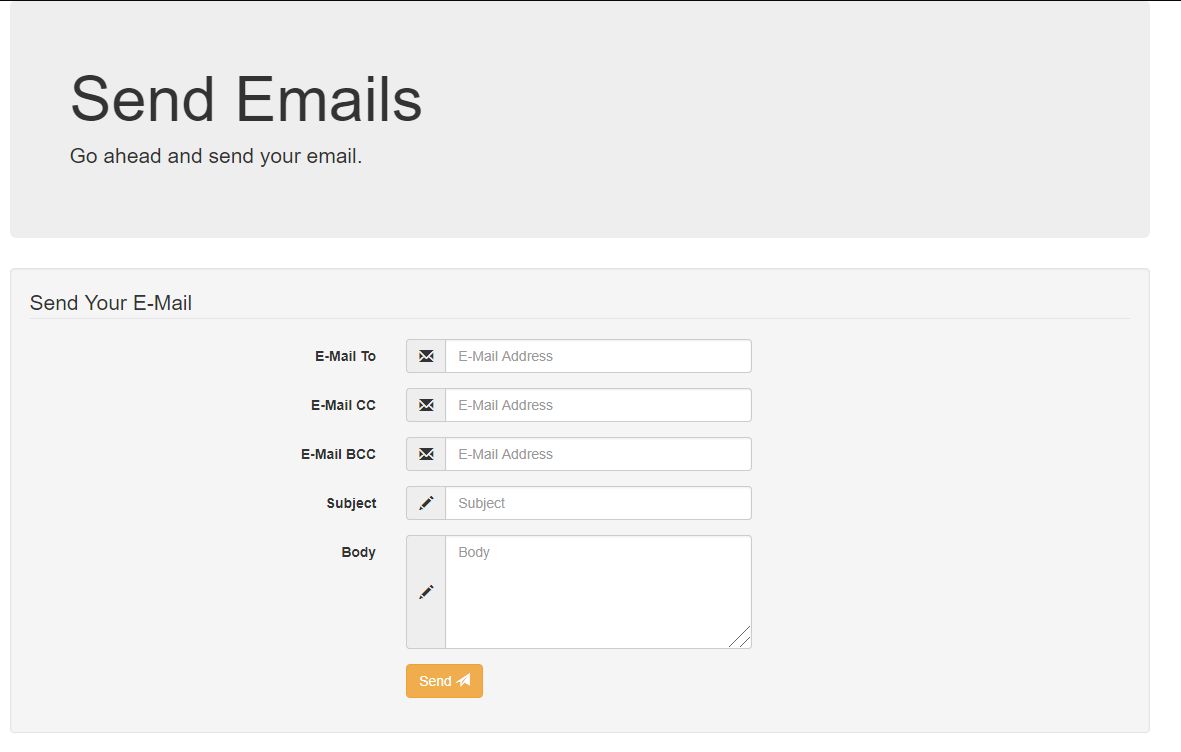 Send Emails
Go ahead and send your email.
Send Your E-Mail
E-Mail To E-Mail Address
E-Mail CC E-Mail Address
E-Mail BCC E-Mail Address
Subject Subject
Body Body
Send